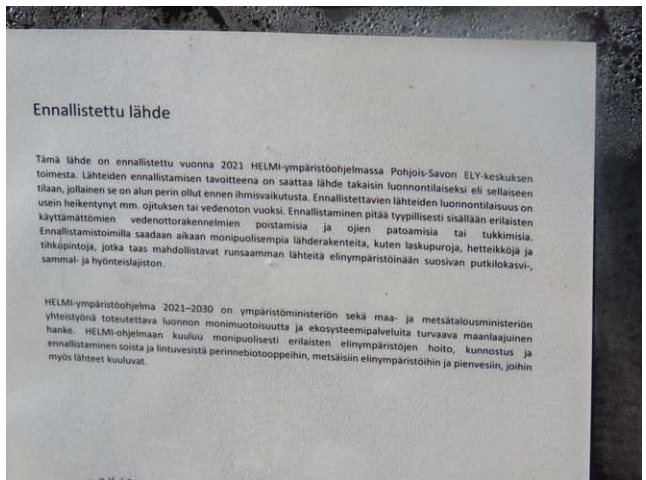 Ennallistettu lähde
Tämä lähde on ennallistettu vuonna 2021 HELMI-ympäristöohjelmassa Pohjois-Savon ELY-keskuksen
toimesta. Lähteiden ennallistamisen tavoitteena on saattaa lähde takaisin luonnontilaiseksi eli sellaiseen
tilaan, jollainen se on alun perin ollut ennen ihmisvaikutusta. Ennallistettavien lähteiden luonnontilaisuus on
usein heikentynyt mm. ojituksen tai vedenoton vuoksi. Ennallistaminen pitää tyypillisesti sisällään erilaisten
käyttämättömien vedenottorakennelmien poistamisia ja ojien patoamisia tai tukkimisia.
Ennallistamistoimilla saadaan aikaan monipuolisempia lähderakenteita, kuten laskupuroja, hetteikköjä ja
tihkupintoja, jotka taas mahdollistavat runsaamman lähteitä elinympäristöinään suosivan putkilokasvi-,
sammal- ja hyönteislajiston.
HELMI-ympäristöohjelma 2021–2030 on ympäristöministeriön sekä maa- ja metsätalousministeriön
yhteistyönä toteutettava luonnon monimuotoisuutta ja ekosysteemipalveluita turvaava maanlaajuinen
hanke. HELMI-ohjelmaan kuuluu monipuolisesti erilaisten elinympäristöjen hoito, kunnostus ja
ennallistaminen soista ja lintuvesistä perinnebiotooppeihin, metsäisiin elinympäristöihin ja pienvesiin, joihin
myös lähteet kuuluvat.